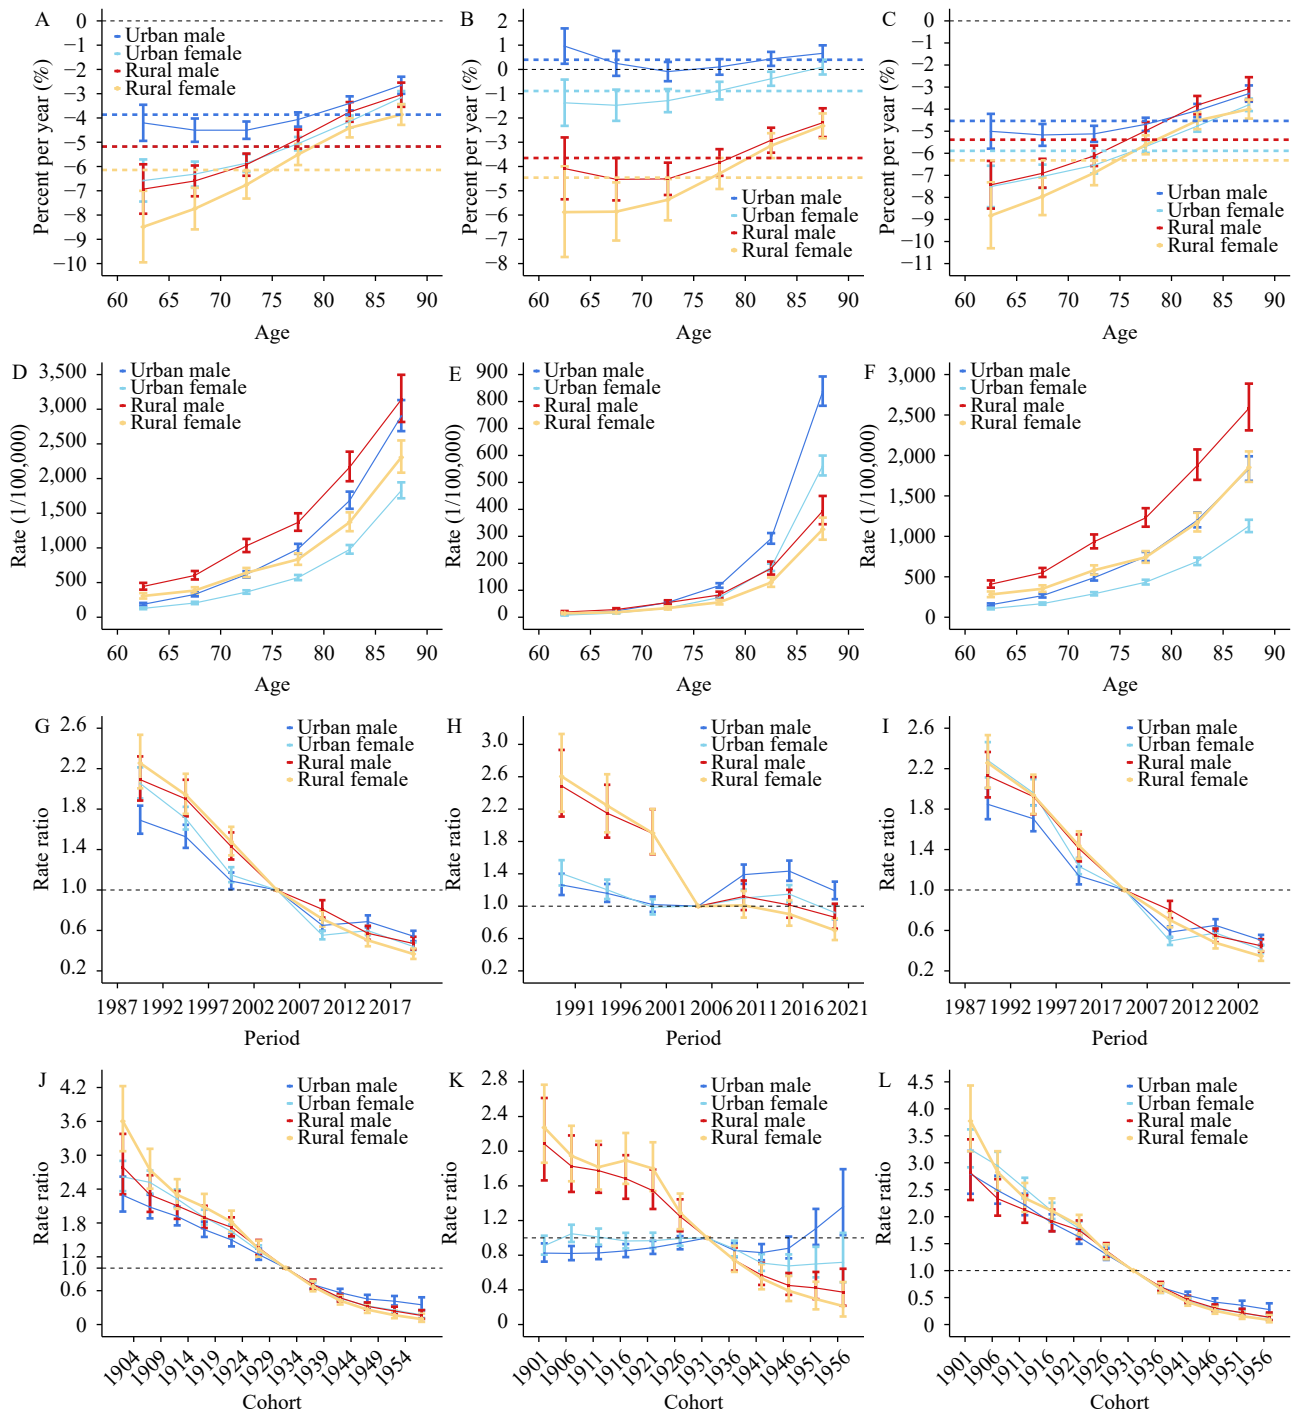 A
Percent per year (%)
0
−1
−2
−3
−4
−5
−6
−7
−8
−9
−10
Urban male
Urban female
Rural male
Rural female
60 65 70 75 80 85 90
Age
B
Percent per year (%)
2
1
0
−1
−2
−3
−4
−5
−6
−7
−8
Urban male
Urban female
Rural male
Rural female
60 65 70 75 80 85 90
Age
C
Percent per year (%)
0
−1
−2
−3
−4
−5
−6
−7
−8
−9
−10
−11
Urban male
Urban female
Rural male
Rural female
60 65 70 75 80 85 90
Age
D
Rate (1/100,000)
3,500
3,000
2,500
2,000
1,500
1,000
500
0
Urban male
Urban female
Rural male
Rural female
60 65 70 75 80 85 90
Age
E
Rate (1/100,000)
900
800
700
600
500
400
300
200
100
0
Urban male
Urban female
Rural male
Rural female
60 65 70 75 80 85 90
Age
F
Rate (1/100,000)
3,000
2,500
2,000
1,500
1,000
500
0
Urban male
Urban female
Rural male
Rural female
60 65 70 75 80 85 90
Age
G
Rate ratio
2.6
2.2
1.8
1.4
1.0
0.6
0.2
Urban male
Urban female
Rural male
Rural female
1987 1992 1997 2002 2007 2012 2017
Period
H
Rate ratio
3.0
2.6
2.2
1.8
1.4
1.0
0.6
0.2
Urban male
Urban female
Rural male
Rural female
1991 1996 2001 2006 2011 2016 2021
Period
I
Rate ratio
2.6
2.2
1.8
1.4
1.0
0.6
0.2
Urban male
Urban female
Rural male
Rural female
1987 1992 1997 2017 2007 2012 2002
Period
J
Rate ratio
4.2
3.6
3.0
2.4
1.8
1.2
1.0
0.6
0
Urban male
Urban female
Rural male
Rural female
1904 1909 1914 1919 1924 1929 1934 1939 1944 1949 1954
Cohort
K
Rate ratio
2.8
2.4
2.0
1.6
1.2
0.8
0.4
0
Urban male
Urban female
Rural male
Rural female
1901 1906 1911 1916 1921 1926 1931 1936 1941 1946 1951 1956
Cohort
L
Rate ratio
4.5
4.0
3.5
3.0
2.5
2.0
1.5
1.0
0.5
0
Urban male
Urban female
Rural male
Rural female
1901 1906 1911 1916 1921 1926 1931 1936 1941 1946 1951 1956
Cohort